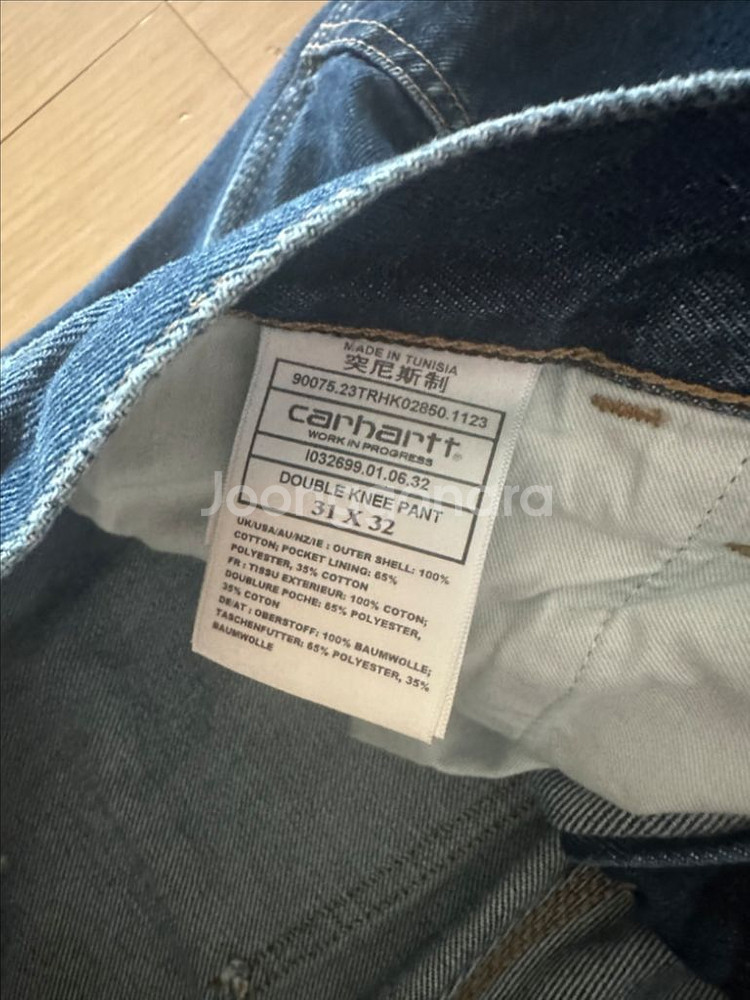 MADE IN TUNISIA
突尼斯制
90075.23TRHK02850.1123
carhartt®
WORK IN PROGRESS
I032699.01.06.32
DOUBLE KNEE PANT
31 X 32
UK/USA/AU/NZ/IE : OUTER SHELL: 100%
COTTON; POCKET LINING: 65%
POLYESTER, 35% COTTON
FR : TISSU EXTERIEUR: 100% COTON;
DOUBLURE POCHE: 65% POLYESTER,
35% COTON
DE/AT : OBERSTOFF: 100% BAUMWOLLE;
TASCHENFUTTER: 65% POLYESTER, 35%
BAUMWOLLE
Joonggonara